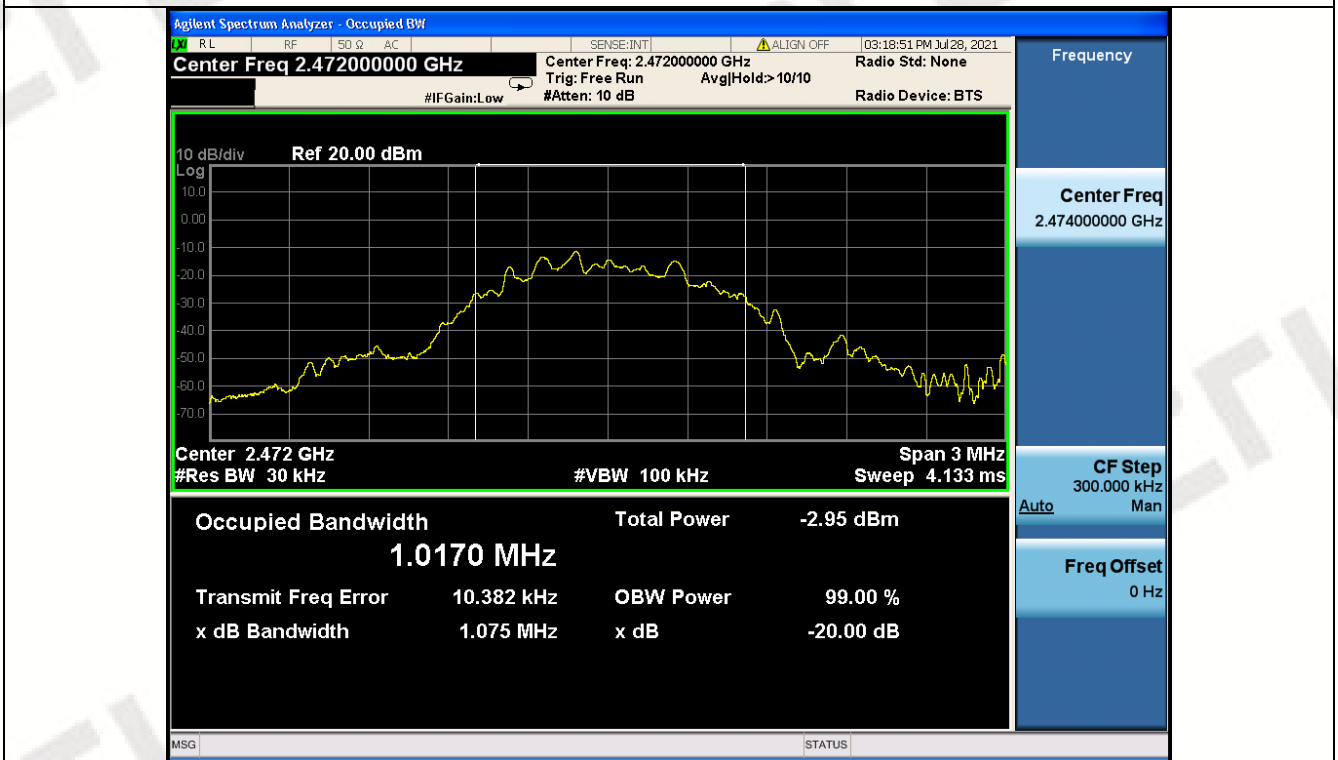 Agilent Spectrum Analyzer - Occupied BW
LXI RL RF 50 Ω AC SENSE:INT ALIGN OFF 03:18:51 PM Jul 28, 2021
Center Freq 2.472000000 GHz Center Freq: 2.472000000 GHz Radio Std: None
Trig: Free Run Avg|Hold:>10/10
#IFGain:Low #Atten: 10 dB Radio Device: BTS
Frequency
10 dB/div Ref 20.00 dBm
Log
10.0
0.00
-10.0
-20.0
-30.0
-40.0
-50.0
-60.0
-70.0
Center Freq
2.474000000 GHz
Center 2.472 GHz Span 3 MHz
#Res BW 30 kHz #VBW 100 kHz Sweep 4.133 ms
CF Step
300.000 kHz
Auto Man
Occupied Bandwidth Total Power -2.95 dBm
1.0170 MHz
Transmit Freq Error 10.382 kHz OBW Power 99.00 %
x dB Bandwidth 1.075 MHz x dB -20.00 dB
Freq Offset
0 Hz
MSG STATUS